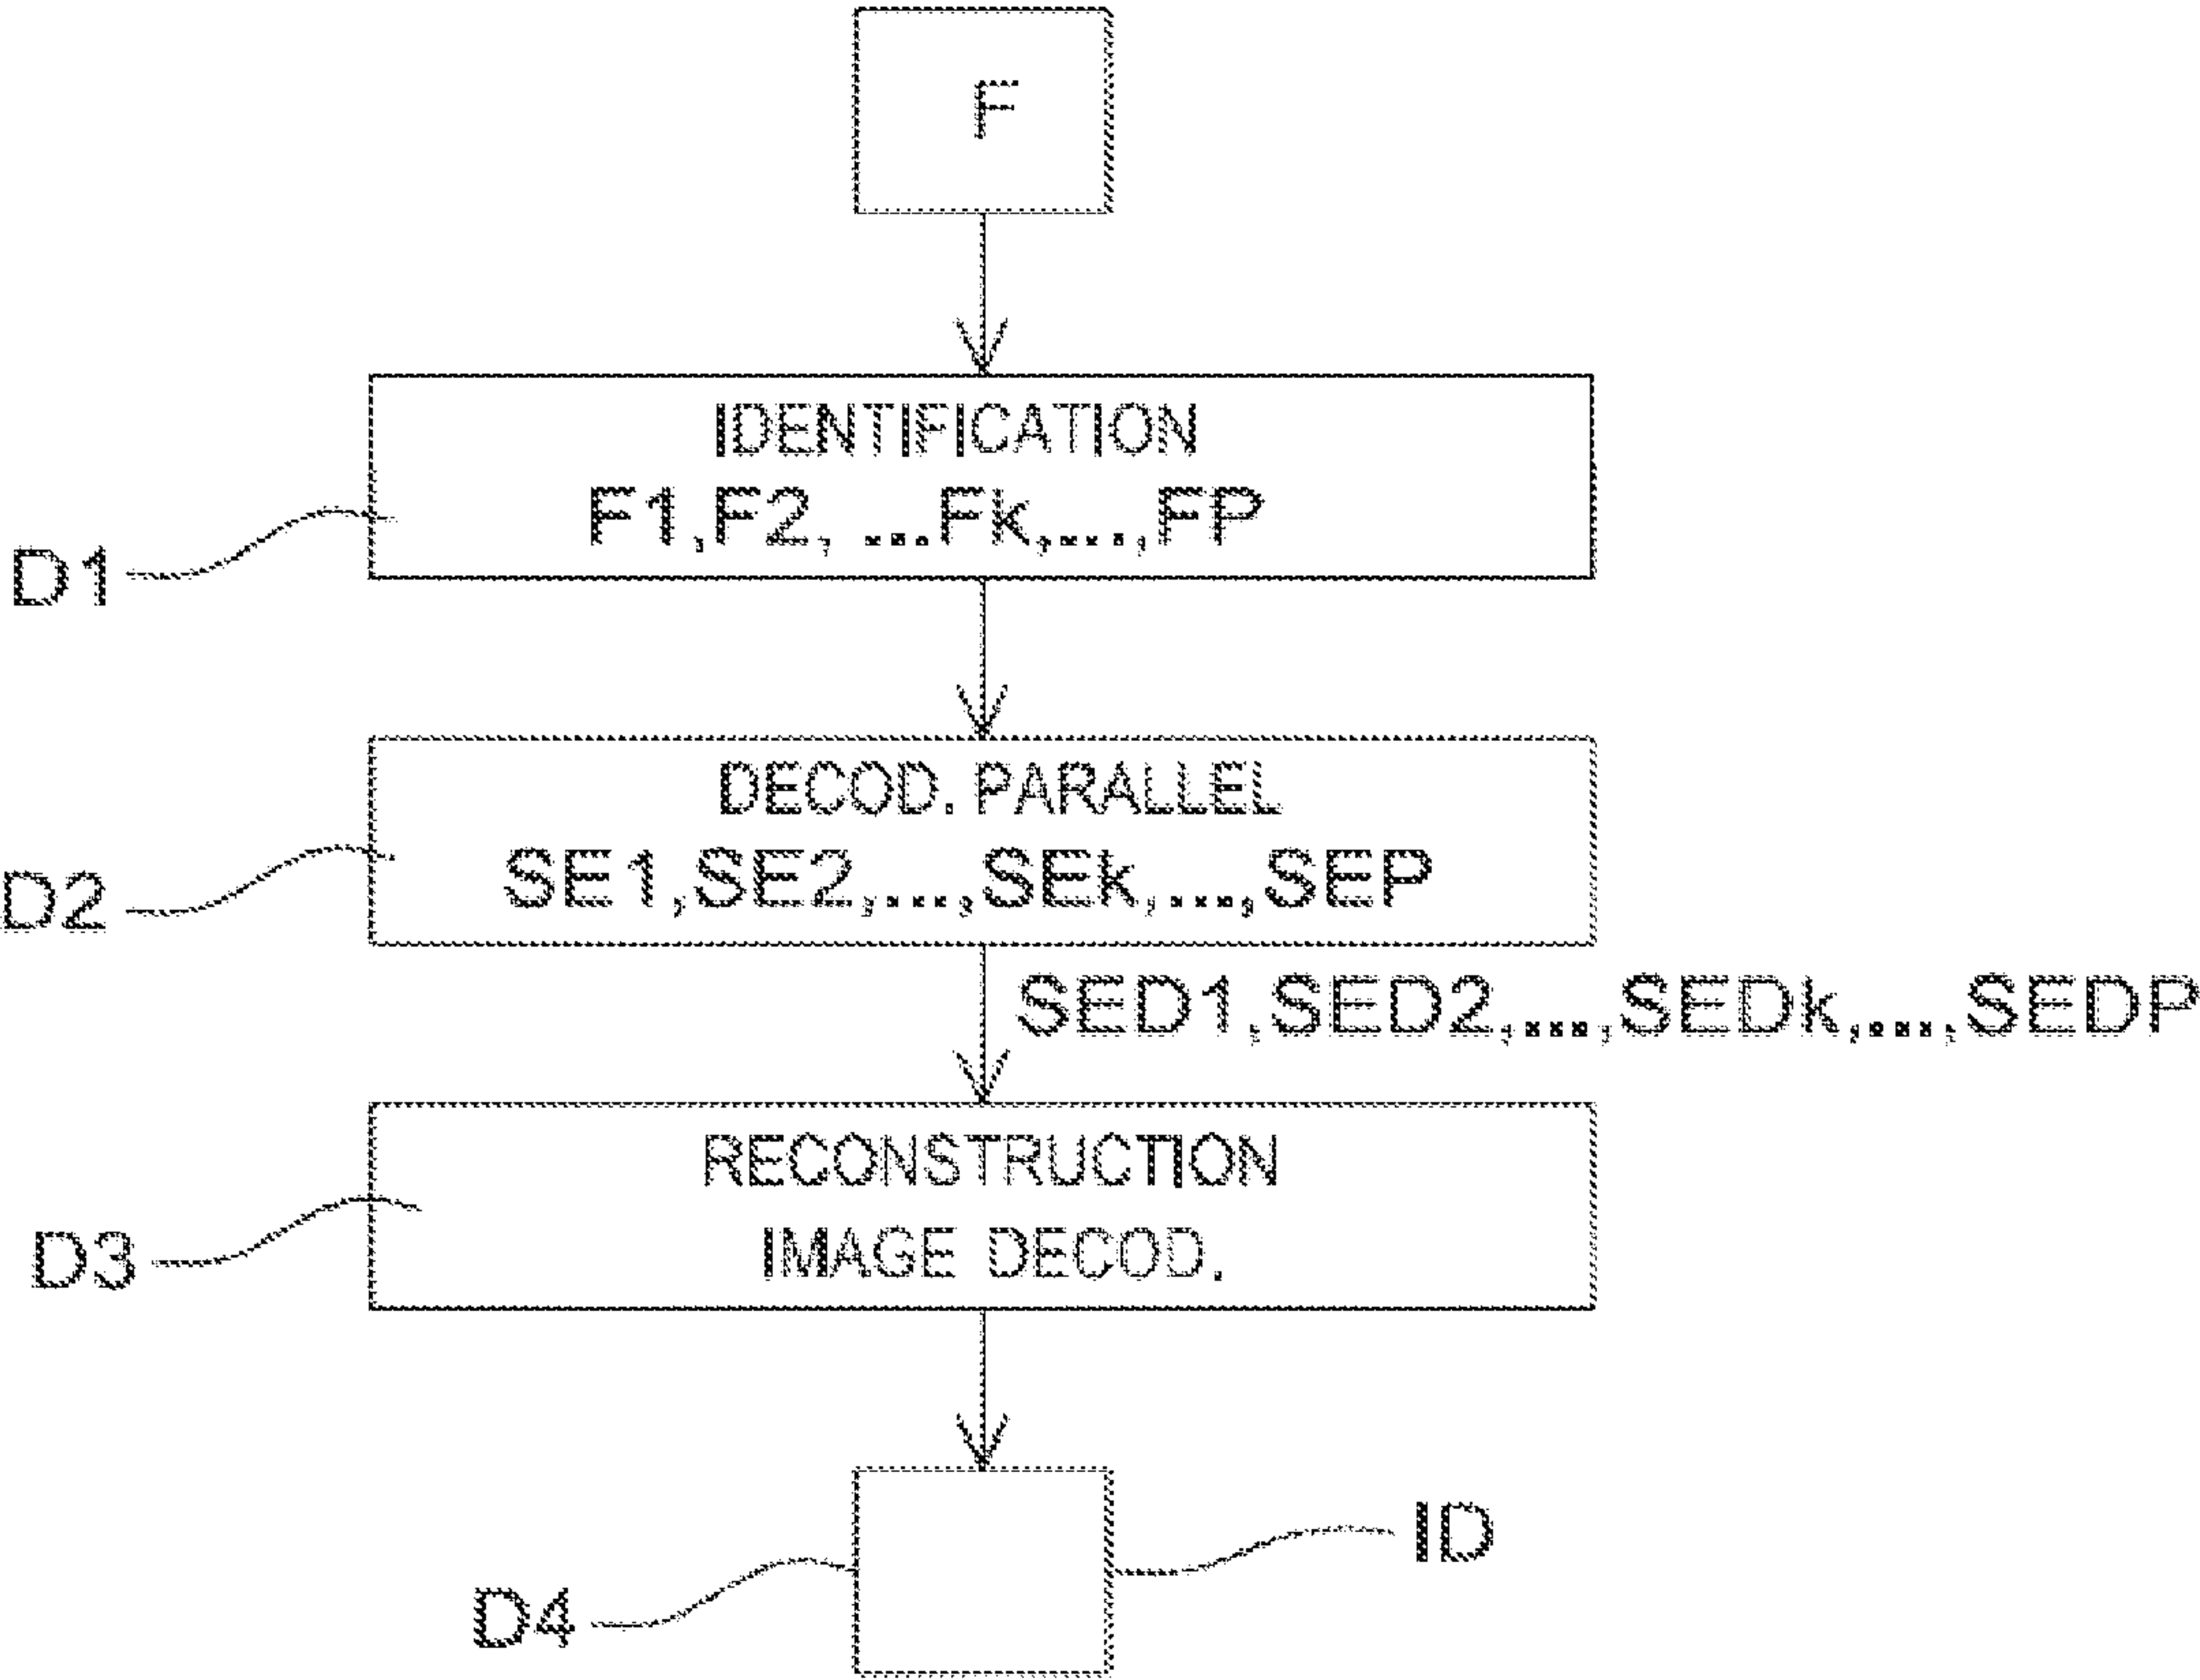 F
IDENTIFICATION
F1,F2, ...Fk,...,FP
D1
DECOD. PARALLEL
SE1,SE2,...,SEk,...,SEP
D2
SED1,SED2,...,SEDk,...,SEDP
RECONSTRUCTION
IMAGE DECOD.
D3
ID
D4